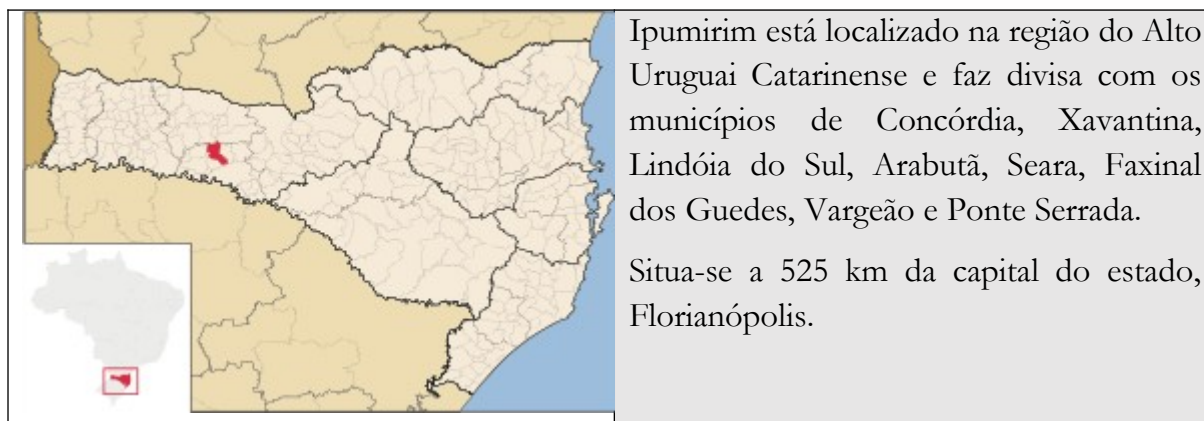 Ipumirim está localizado na região do Alto
Uruguai Catarinense e faz divisa com os
municípios de Concórdia, Xavantina,
Lindóia do Sul, Arabutã, Seara, Faxinal
dos Guedes, Vargeão e Ponte Serrada.
Situa-se a 525 km da capital do estado,
Florianópolis.